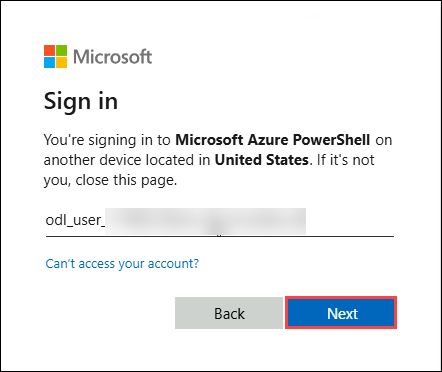 Microsoft
Sign in
You're signing in to Microsoft Azure PowerShell on
another device located in United States. If it's not
you, close this page.
odl_user_
Can't access your account?
Back
Next